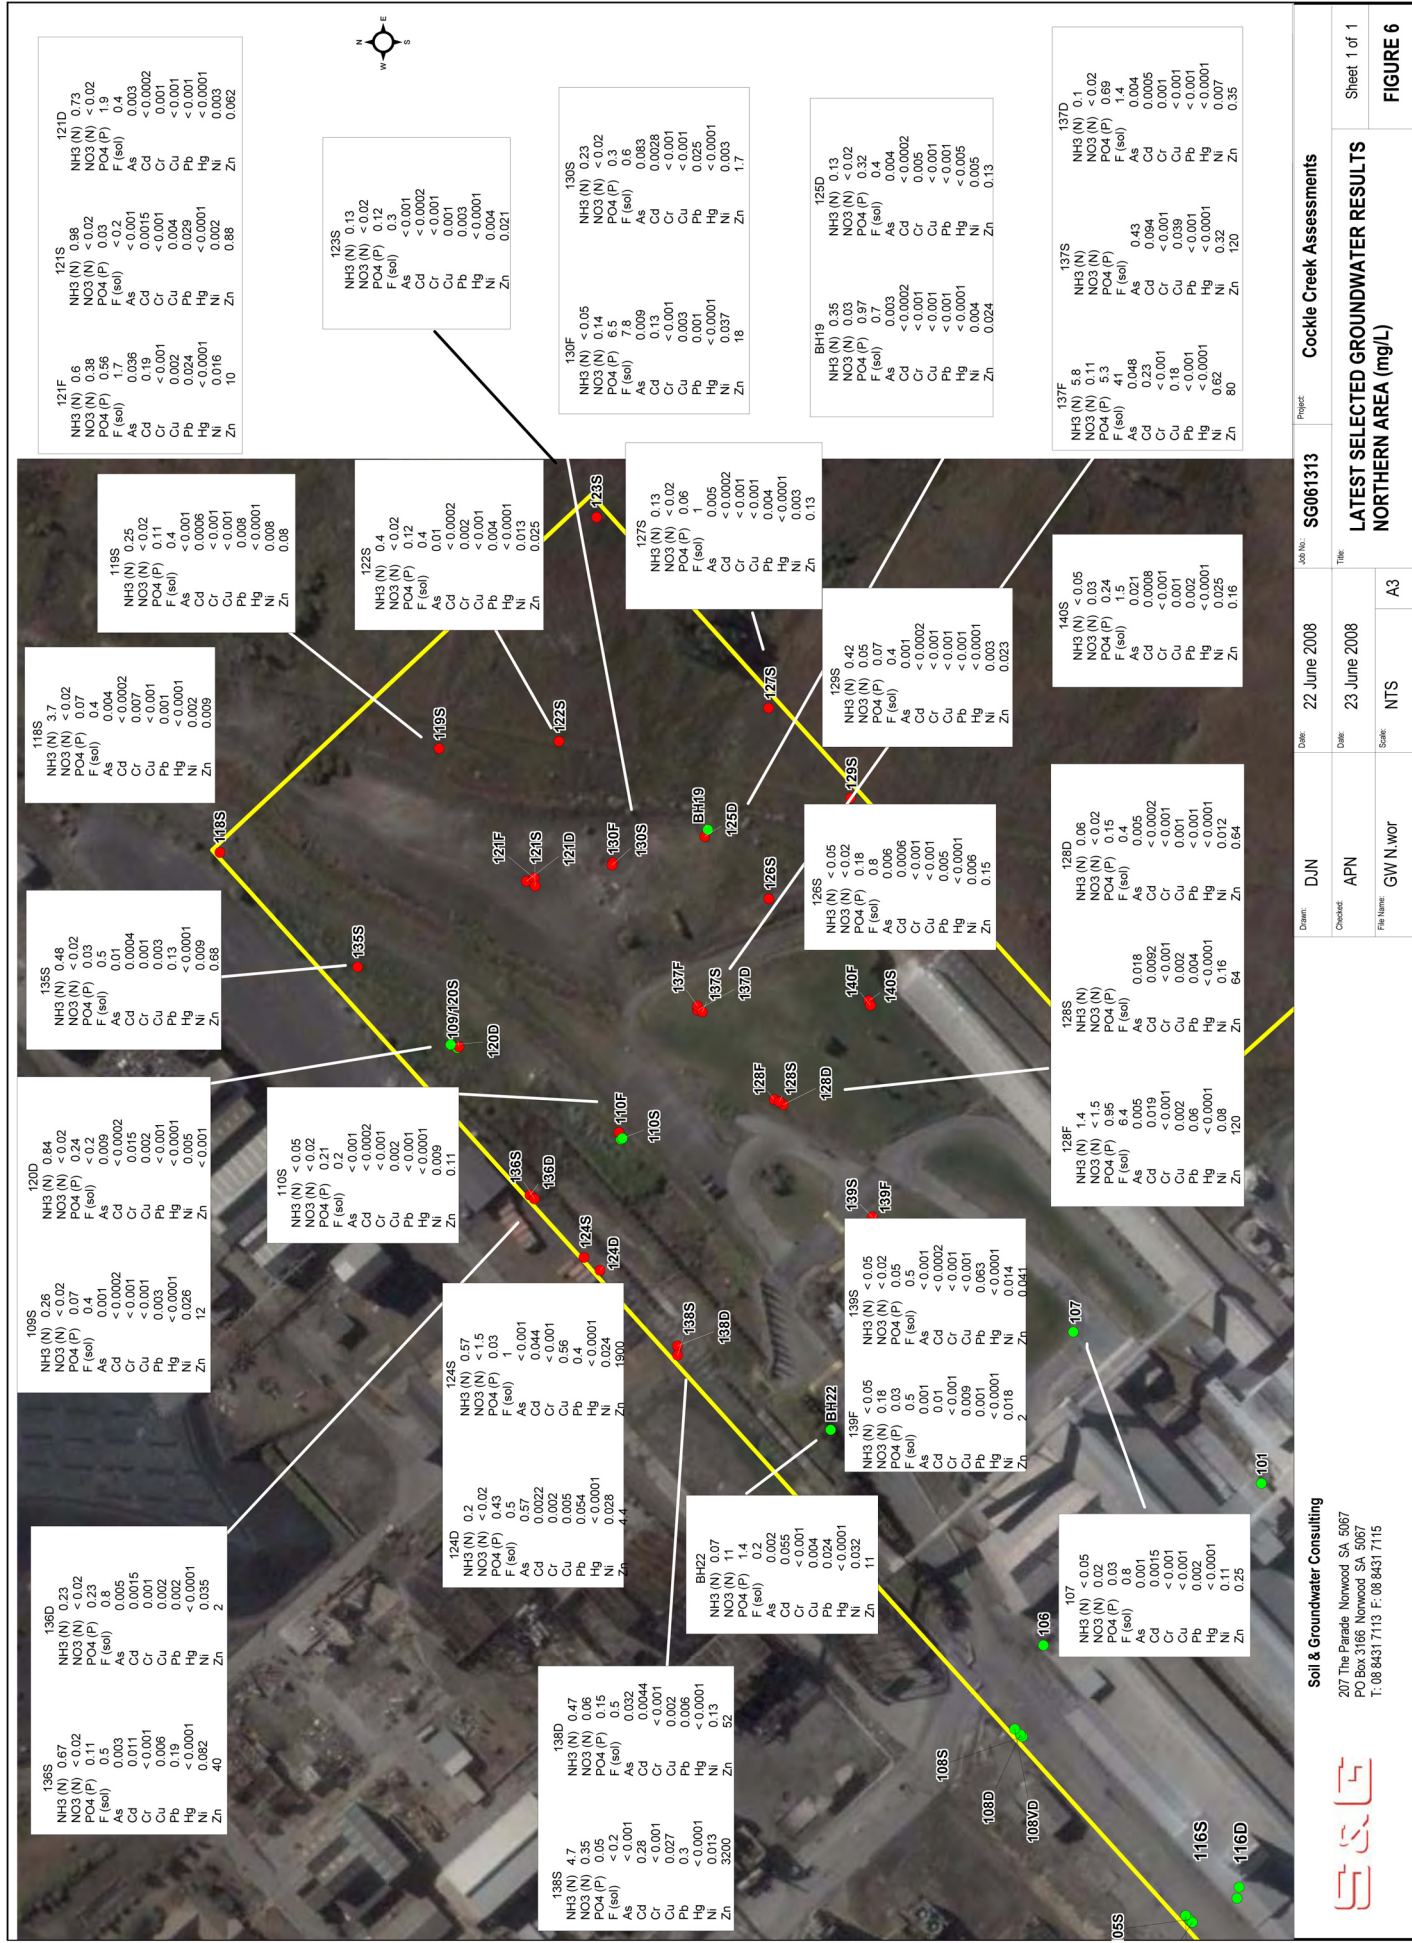 136S 136D
NH3 (N) 0.67 NH3 (N) 0.23
NO3 (N) < 0.02 NO3 (N) < 0.02
PO4 (P) 0.11 PO4 (P) 0.23
F (sol) 0.5 F (sol) 0.8
As 0.003 As 0.005
Cd 0.011 Cd 0.0015
Cr < 0.001 Cr 0.001
Cu 0.006 Cu 0.002
Pb 0.19 Pb 0.002
Hg < 0.0001 Hg < 0.0001
Ni 0.082 Ni 0.035
Zn 40 Zn 2
109S 120D
NH3 (N) 0.26 NH3 (N) 0.84
NO3 (N) < 0.02 NO3 (N) < 0.02
PO4 (P) 0.07 PO4 (P) 0.24
F (sol) 0.4 F (sol) < 0.2
As 0.001 As 0.009
Cd < 0.0002 Cd < 0.0002
Cr < 0.001 Cr 0.015
Cu < 0.001 Cu 0.002
Pb 0.003 Pb < 0.001
Hg < 0.0001 Hg < 0.0001
Ni 0.026 Ni 0.005
Zn 12 Zn < 0.001
135S
NH3 (N) 0.48
NO3 (N) < 0.02
PO4 (P) 0.03
F (sol) 0.5
As 0.01
Cd 0.0004
Cr 0.001
Cu 0.003
Pb 0.13
Hg < 0.0001
Ni 0.009
Zn 0.68
118S
NH3 (N) 3.7
NO3 (N) < 0.02
PO4 (P) 0.07
F (sol) 0.4
As 0.004
Cd < 0.0002
Cr 0.007
Cu < 0.001
Pb 0.001
Hg < 0.0001
Ni 0.002
Zn 0.009
119S
NH3 (N) 0.25
NO3 (N) < 0.02
PO4 (P) 0.11
F (sol) 0.4
As < 0.001
Cd 0.0006
Cr < 0.001
Cu < 0.001
Pb 0.008
Hg < 0.0001
Ni 0.008
Zn 0.08
121F 121S 121D
NH3 (N) 0.6 NH3 (N) 0.98 NH3 (N) 0.73
NO3 (N) 0.38 NO3 (N) < 0.02 NO3 (N) < 0.02
PO4 (P) 0.56 PO4 (P) 0.03 PO4 (P) 1.9
F (sol) 1.7 F (sol) < 0.2 F (sol) 0.4
As 0.036 As < 0.001 As 0.003
Cd 0.19 Cd 0.0015 Cd < 0.0002
Cr < 0.001 Cr < 0.001 Cr 0.001
Cu 0.002 Cu 0.004 Cu < 0.001
Pb 0.024 Pb 0.029 Pb < 0.001
Hg < 0.0001 Hg < 0.0001 Hg < 0.0001
Ni 0.016 Ni 0.002 Ni 0.003
Zn 10 Zn 0.88 Zn 0.062
N
W E
S
118S
110S
NH3 (N) < 0.05
NO3 (N) < 0.02
PO4 (P) 0.21
F (sol) 0.2
As < 0.001
Cd < 0.0002
Cr < 0.001
Cu 0.002
Pb < 0.001
Hg < 0.0001
Ni 0.009
Zn 0.11
123S
NH3 (N) 0.13
NO3 (N) < 0.02
PO4 (P) 0.12
F (sol) 0.3
As < 0.001
Cd < 0.0002
Cr < 0.001
Cu 0.001
Pb 0.003
Hg < 0.0001
Ni 0.004
Zn 0.021
122S
NH3 (N) 0.4
NO3 (N) < 0.02
PO4 (P) 0.12
F (sol) 0.4
As 0.01
Cd < 0.0002
Cr 0.002
Cu < 0.001
Pb 0.004
Hg < 0.0001
Ni 0.013
Zn 0.025
135S
119S
109/120S
120D
124D 124S
NH3 (N) 0.2 NH3 (N) 0.57
NO3 (N) < 0.02 NO3 (N) < 1.5
PO4 (P) 0.43 PO4 (P) 0.03
F (sol) 0.5 F (sol) 1
As 0.57 As < 0.001
Cd 0.0022 Cd 0.044
Cr 0.002 Cr < 0.001
Cu 0.005 Cu 0.56
Pb 0.054 Pb 0.4
Hg < 0.0001 Hg < 0.0001
Ni 0.028 Ni 0.024
Zn 4.4 Zn 1900
136S
136D
121F
121S
121D
122S
123S
124S
124D
110F
110S
130F
130S
138S 138D
NH3 (N) 4.7 NH3 (N) 0.47
NO3 (N) 0.35 NO3 (N) 0.06
PO4 (P) 0.05 PO4 (P) 0.15
F (sol) < 0.2 F (sol) 0.5
As < 0.001 As 0.032
Cd 0.28 Cd 0.0044
Cr < 0.001 Cr < 0.001
Cu 0.027 Cu 0.002
Pb 0.3 Pb 0.006
Hg < 0.0001 Hg < 0.0001
Ni 0.013 Ni 0.13
Zn 3200 Zn 52
130F 130S
NH3 (N) < 0.05 NH3 (N) 0.23
NO3 (N) 0.14 NO3 (N) < 0.02
PO4 (P) 6.5 PO4 (P) 0.3
F (sol) 7.8 F (sol) 0.6
As 0.009 As 0.083
Cd 0.13 Cd 0.0028
Cr < 0.001 Cr < 0.001
Cu 0.003 Cu < 0.001
Pb 0.001 Pb 0.025
Hg < 0.0001 Hg < 0.0001
Ni 0.037 Ni 0.003
Zn 18 Zn 1.7
127S
NH3 (N) 0.13
NO3 (N) < 0.02
PO4 (P) 0.06
F (sol) 1
As 0.005
Cd < 0.0002
Cr < 0.001
Cu < 0.001
Pb 0.004
Hg < 0.0001
Ni 0.003
Zn 0.13
138S
138D
137F
137S
137D
BH19
125D
BH22
NH3 (N) 0.07
NO3 (N) 11
PO4 (P) 1.4
F (sol) 0.2
As 0.002
Cd 0.055
Cr < 0.001
Cu 0.004
Pb 0.024
Hg < 0.0001
Ni 0.032
Zn 11
128F
128S
128D
126S
127S
BH22
BH19 125D
NH3 (N) 0.35 NH3 (N) 0.13
NO3 (N) 0.03 NO3 (N) < 0.02
PO4 (P) 0.97 PO4 (P) 0.32
F (sol) 0.7 F (sol) 0.4
As 0.003 As 0.004
Cd < 0.0002 Cd < 0.0002
Cr < 0.001 Cr 0.005
Cu < 0.001 Cu < 0.001
Pb < 0.001 Pb < 0.001
Hg < 0.0001 Hg < 0.005
Ni 0.004 Ni 0.005
Zn 0.024 Zn 0.13
129S
NH3 (N) 0.42
NO3 (N) 0.05
PO4 (P) 0.07
F (sol) 0.4
As 0.001
Cd < 0.0002
Cr < 0.001
Cu < 0.001
Pb < 0.001
Hg < 0.0001
Ni 0.003
Zn 0.023
126S
NH3 (N) < 0.05
NO3 (N) < 0.02
PO4 (P) 0.18
F (sol) 0.8
As 0.006
Cd 0.0006
Cr < 0.001
Cu < 0.001
Pb 0.005
Hg < 0.0001
Ni 0.006
Zn 0.15
139S
139F
140F
140S
129S
139F 139S
NH3 (N) < 0.05 NH3 (N) < 0.05
NO3 (N) 0.18 NO3 (N) < 0.02
PO4 (P) 0.03 PO4 (P) 0.05
F (sol) 0.5 F (sol) 0.5
As 0.001 As < 0.001
Cd 0.01 Cd < 0.0002
Cr < 0.001 Cr < 0.001
Cu 0.009 Cu < 0.001
Pb 0.001 Pb 0.063
Hg < 0.0001 Hg < 0.0001
Ni 0.018 Ni 0.014
Zn 2 Zn 0.041
108S
108D
108VD
106
107
107
NH3 (N) < 0.05
NO3 (N) 0.02
PO4 (P) 0.03
F (sol) 0.8
As 0.001
Cd 0.0015
Cr < 0.001
Cu < 0.001
Pb 0.002
Hg < 0.0001
Ni 0.11
Zn 0.25
128F 128S 128D
NH3 (N) 1.4 NH3 (N) NH3 (N) 0.06
NO3 (N) < 1.5 NO3 (N) NO3 (N) < 0.02
PO4 (P) 0.95 PO4 (P) PO4 (P) 0.15
F (sol) 6.4 F (sol) 0.4
As 0.005 As 0.018 As 0.005
Cd 0.019 Cd 0.0092 Cd < 0.0002
Cr < 0.001 Cr 0.001 Cr < 0.001
Cu 0.002 Cu 0.002 Cu 0.001
Pb 0.06 Pb 0.004 Pb < 0.001
Hg < 0.0001 Hg < 0.0001 Hg < 0.0001
Ni 0.08 Ni 0.16 Ni 0.012
Zn 120 Zn 64 Zn 0.64
140S
NH3 (N) < 0.05
NO3 (N) 0.03
PO4 (P) 0.24
F (sol) 1.5
As 0.021
Cd 0.0008
Cr < 0.001
Cu 0.001
Pb 0.002
Hg < 0.0001
Ni 0.025
Zn 0.16
137F 137S 137D
NH3 (N) 5.8 NH3 (N) NH3 (N) 0.1
NO3 (N) 0.11 NO3 (N) NO3 (N) < 0.02
PO4 (P) 5.3 PO4 (P) PO4 (P) 0.69
F (sol) 41 F (sol) 1.4
As 0.048 As 0.43 As 0.004
Cd 0.23 Cd 0.094 Cd 0.0005
Cr < 0.001 Cr < 0.001 Cr 0.001
Cu 0.18 Cu 0.039 Cu < 0.001
Pb < 0.001 Pb < 0.001 Pb < 0.001
Hg < 0.0001 Hg < 0.0001 Hg < 0.0001
Ni 0.62 Ni 0.32 Ni 0.007
Zn 80 Zn 120 Zn 0.35
05S
116S
116D
101
S&G
Soil & Groundwater Consulting
207 The Parade Norwood SA 5067
PO Box 3166 Norwood SA 5067
T: 08 8431 7113 F: 08 8431 7115
Drawn: DJN
Date: 22 June 2008
Job No.: SG061313
Project: Cockle Creek Assessments
Checked: APN
Date: 23 June 2008
Title: LATEST SELECTED GROUNDWATER RESULTS
NORTHERN AREA (mg/L)
Sheet 1 of 1
File Name: GW N.wor
Scale: NTS
A3
FIGURE 6